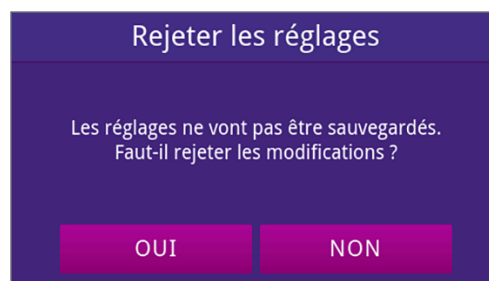 Rejeter les réglages
Les réglages ne vont pas être sauvegardés.
Faut-il rejeter les modifications ?
OUI
NON